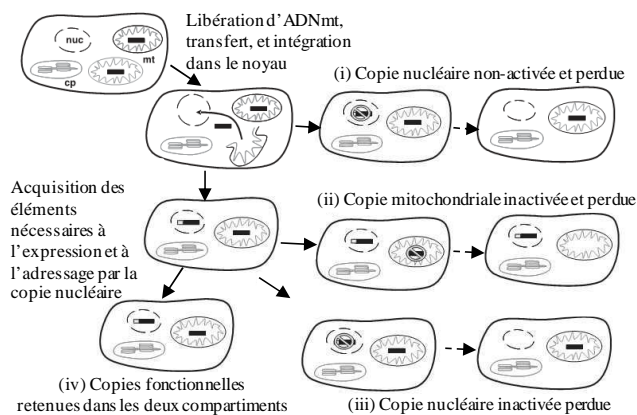 Libération d'ADNmt,
transfert, et intégration
dans le noyau
nuc
mt
cp
(i) Copie nucléaire non-activée et perdue
Acquisition des
éléments
nécessaires à
l'expression et à
l'adressage par la
copie nucléaire
(ii) Copie mitochondriale inactivée et perdue
(iv) Copies fonctionnelles
retenues dans les deux compartiments
(iii) Copie nucléaire inactivée perdue